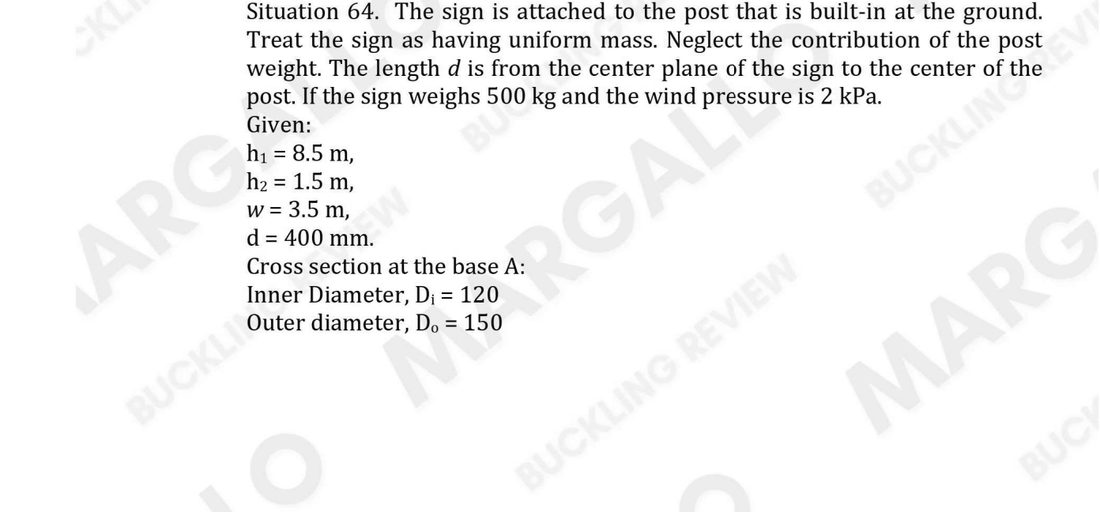 Situation 64. The sign is attached to the post that is built-in at the ground.
Treat the sign as having uniform mass. Neglect the contribution of the post
weight. The length d is from the center plane of the sign to the center of the
post. If the sign weighs 500 kg and the wind pressure is 2 kPa.
Given:
h₁ = 8.5 m,
h₂ = 1.5 m,
w = 3.5 m,
d = 400 mm.
Cross section at the base A:
Inner Diameter, Dᵢ = 120
Outer diameter, Dₒ = 150
MARGALLO
BUCKLING REVIEW
MARG